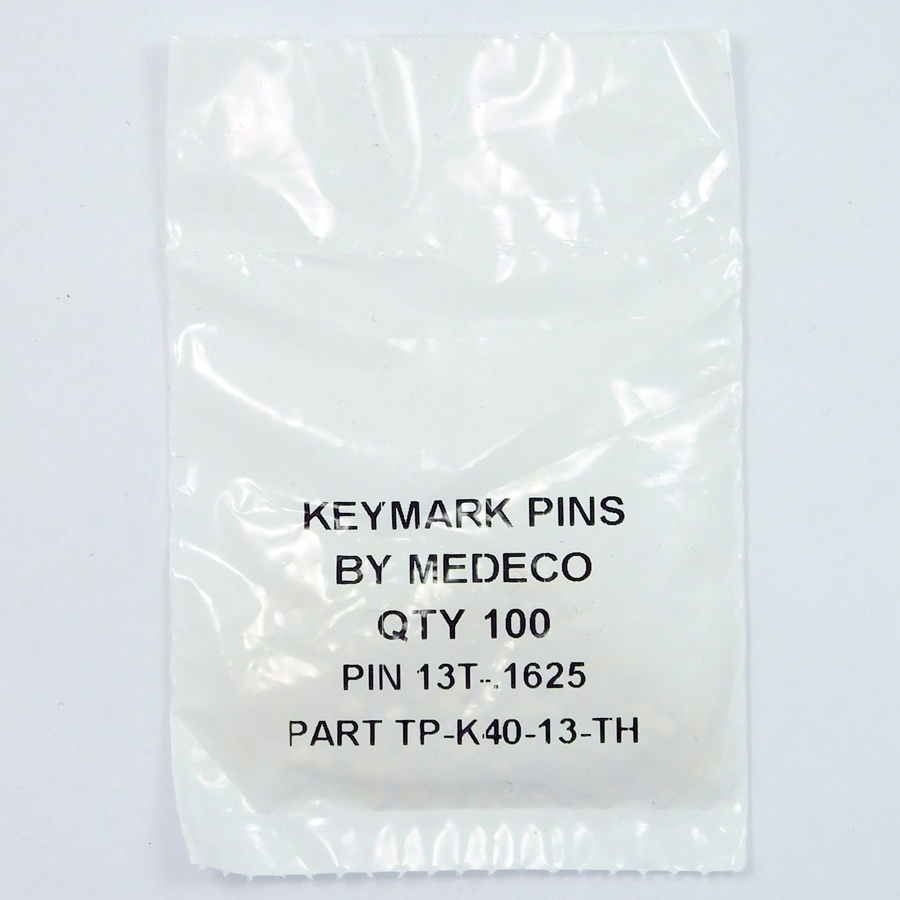 KEYMARK PINS
BY MEDECO
QTY 100
PIN 13T-.1625
PART TP-K40-13-TH